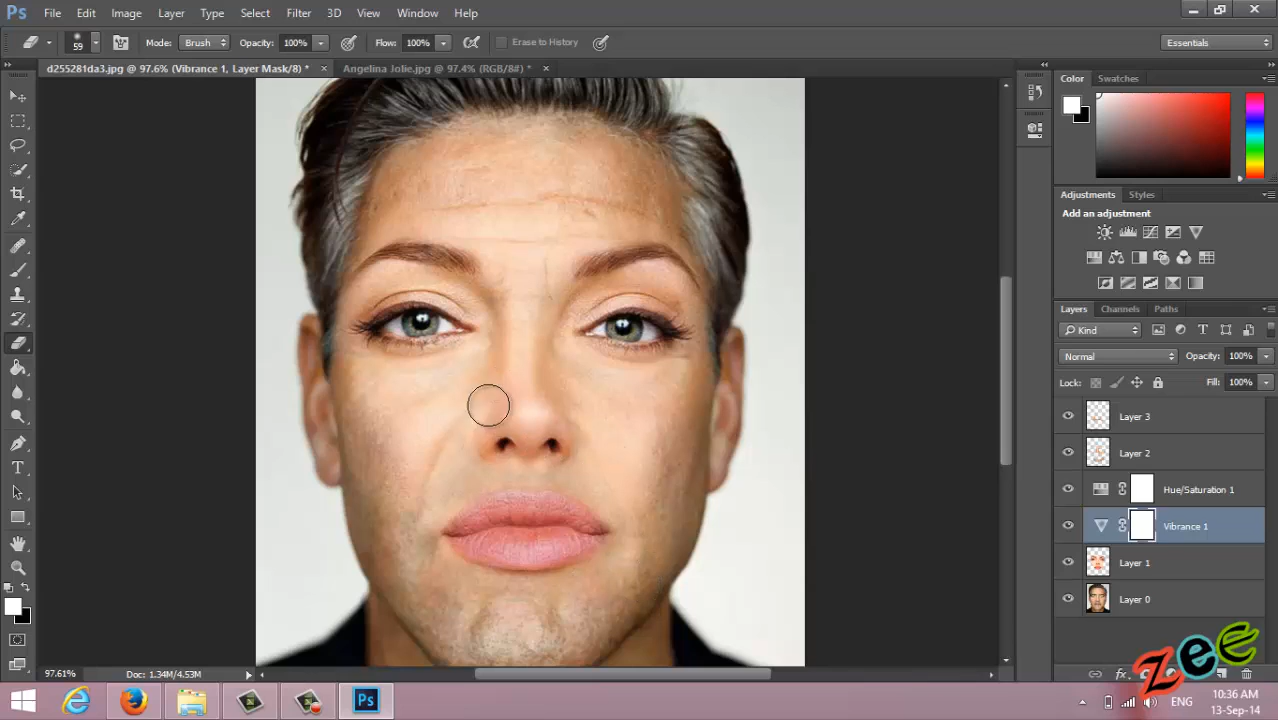 Ps File Edit Image Layer Type Select Filter 3D View Window Help
59 Mode: Brush Opacity: 100% Flow: 100% Erase to History Essentials
d255281da3.jpg @ 97.6% (Vibrance 1, Layer Mask/8) * × Angelina Jolie.jpg @ 97.4% (RGB/8#) * ×
Color Swatches
Adjustments Styles
Add an adjustment
Layers Channels Paths
Kind
Normal Opacity: 100%
Lock: Fill: 100%
Layer 3
Layer 2
Hue/Saturation 1
Vibrance 1
Layer 1
Layer 0
97.61% Doc: 1.34M/4.53M
zee
Ps ENG 10:36 AM
13-Sep-14